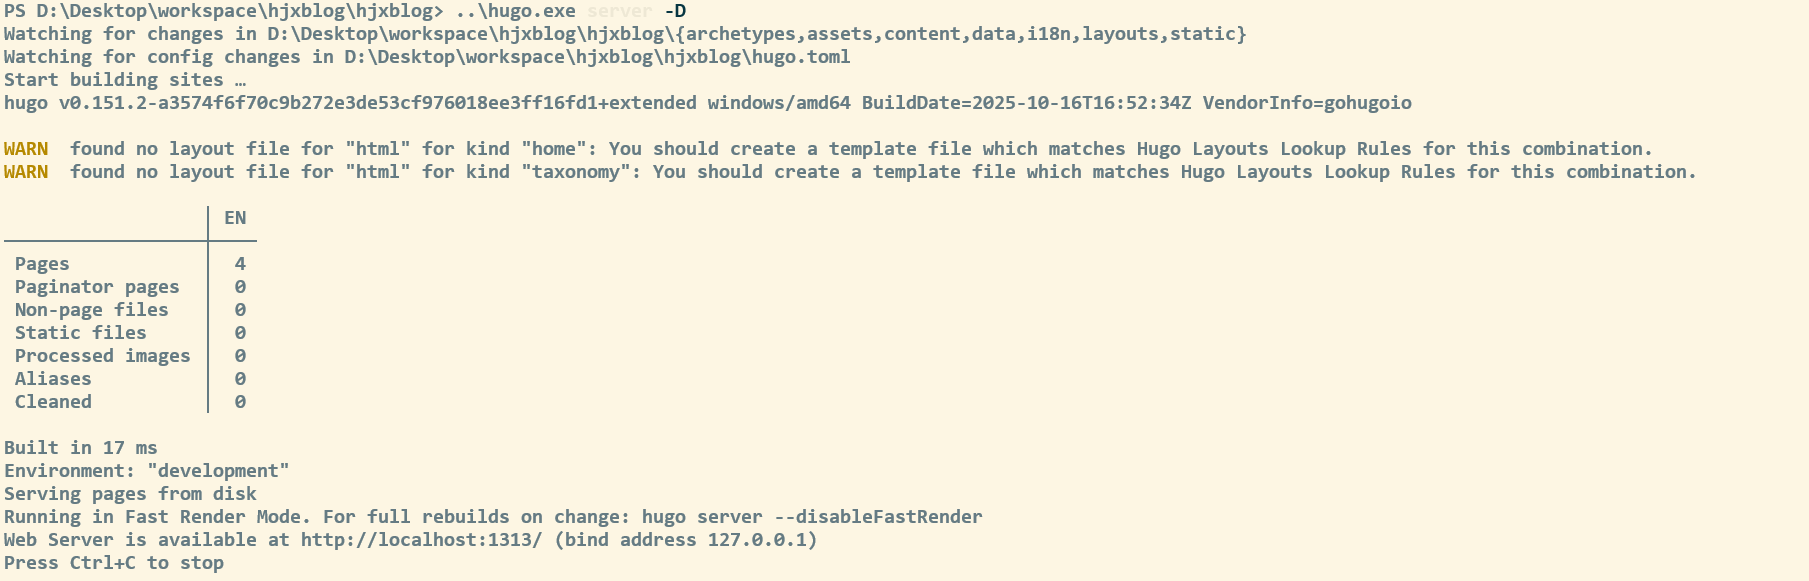 PS D:\Desktop\workspace\hjxblog\hjxblog> ..\hugo.exe server -D
Watching for changes in D:\Desktop\workspace\hjxblog\hjxblog\{archetypes,assets,content,data,i18n,layouts,static}
Watching for config changes in D:\Desktop\workspace\hjxblog\hjxblog\hugo.toml
Start building sites …
hugo v0.151.2-a3574f6f70c9b272e3de53cf976018ee3ff16fd1+extended windows/amd64 BuildDate=2025-10-16T16:52:34Z VendorInfo=gohugoio
WARN  found no layout file for "html" for kind "home": You should create a template file which matches Hugo Layouts Lookup Rules for this combination.
WARN  found no layout file for "html" for kind "taxonomy": You should create a template file which matches Hugo Layouts Lookup Rules for this combination.
EN
Pages 4
Paginator pages 0
Non-page files 0
Static files 0
Processed images 0
Aliases 0
Cleaned 0
Built in 17 ms
Environment: "development"
Serving pages from disk
Running in Fast Render Mode. For full rebuilds on change: hugo server --disableFastRender
Web Server is available at http://localhost:1313/ (bind address 127.0.0.1)
Press Ctrl+C to stop